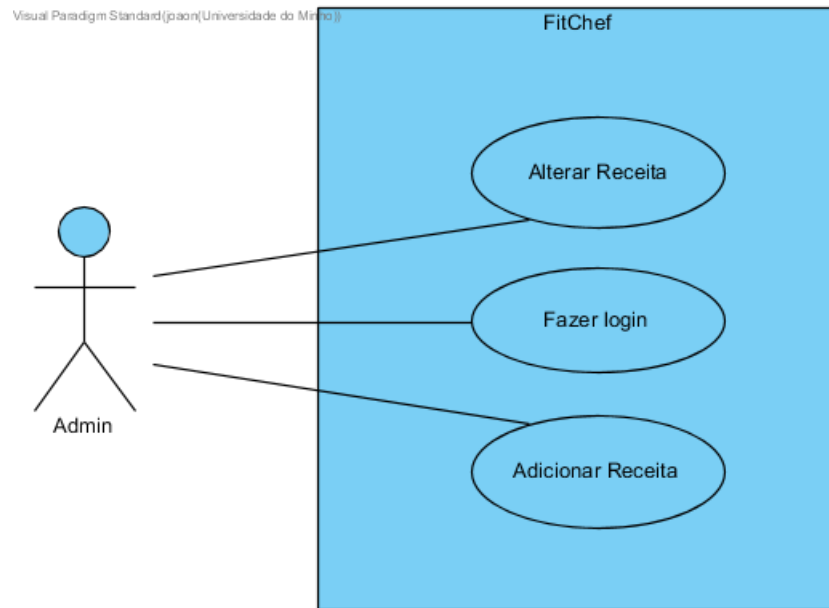 Visual Paradigm Standard(joaon(Universidade do Minho))
FitChef
Alterar Receita
Fazer login
Adicionar Receita
Admin